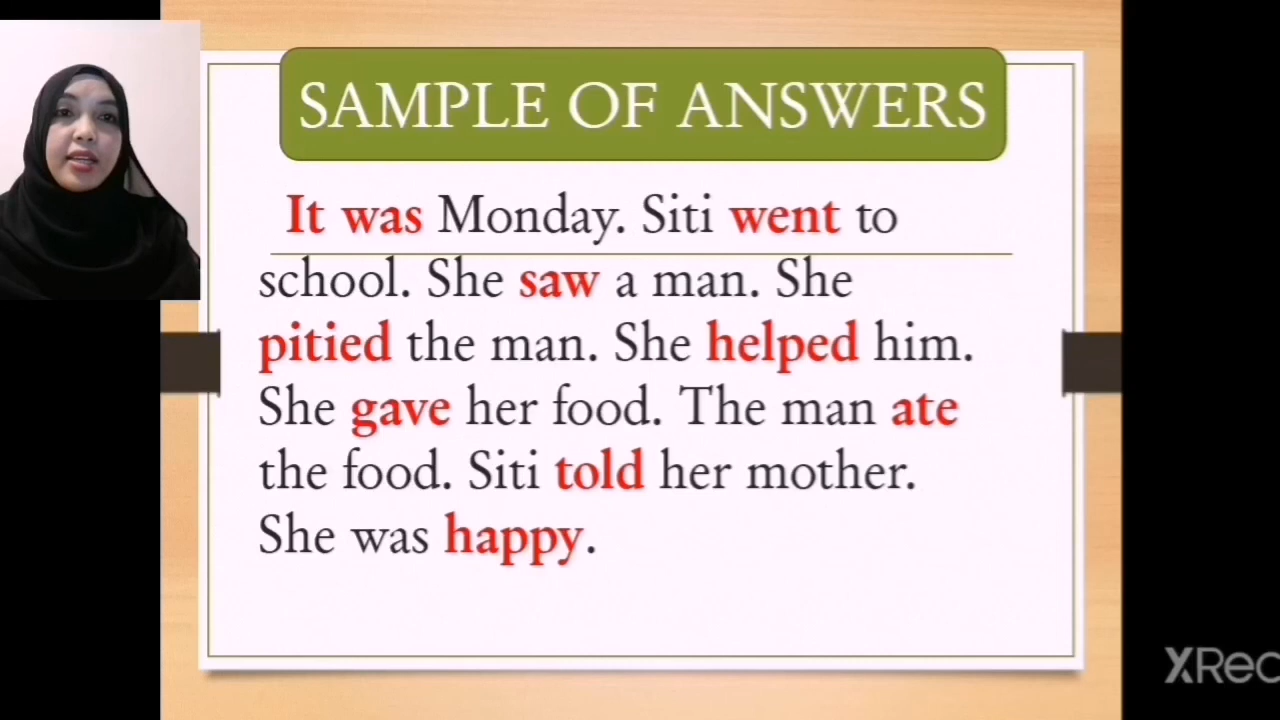 SAMPLE OF ANSWERS
It was Monday. Siti went to
school. She saw a man. She
pitied the man. She helped him.
She gave her food. The man ate
the food. Siti told her mother.
She was happy.
XRec